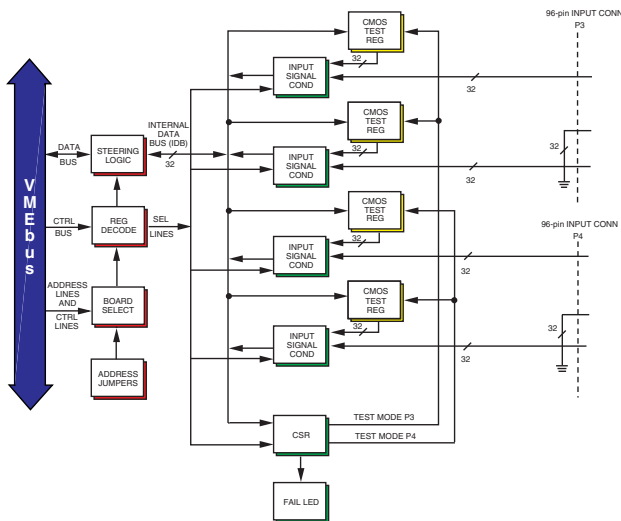 96-pin INPUT CONN
P3
CMOS
TEST
REG
32
INPUT
SIGNAL
COND
32
VMEbus
DATA
BUS
STEERING
LOGIC
INTERNAL
DATA
BUS (IDB)
32
CMOS
TEST
REG
32
INPUT
SIGNAL
COND
32
32
CTRL
BUS
REG
DECODE
SEL
LINES
CMOS
TEST
REG
32
INPUT
SIGNAL
COND
32
96-pin INPUT CONN
P4
ADDRESS
LINES
AND
CTRL
LINES
BOARD
SELECT
CMOS
TEST
REG
32
INPUT
SIGNAL
COND
32
32
ADDRESS
JUMPERS
CSR
TEST MODE P3
TEST MODE P4
FAIL LED